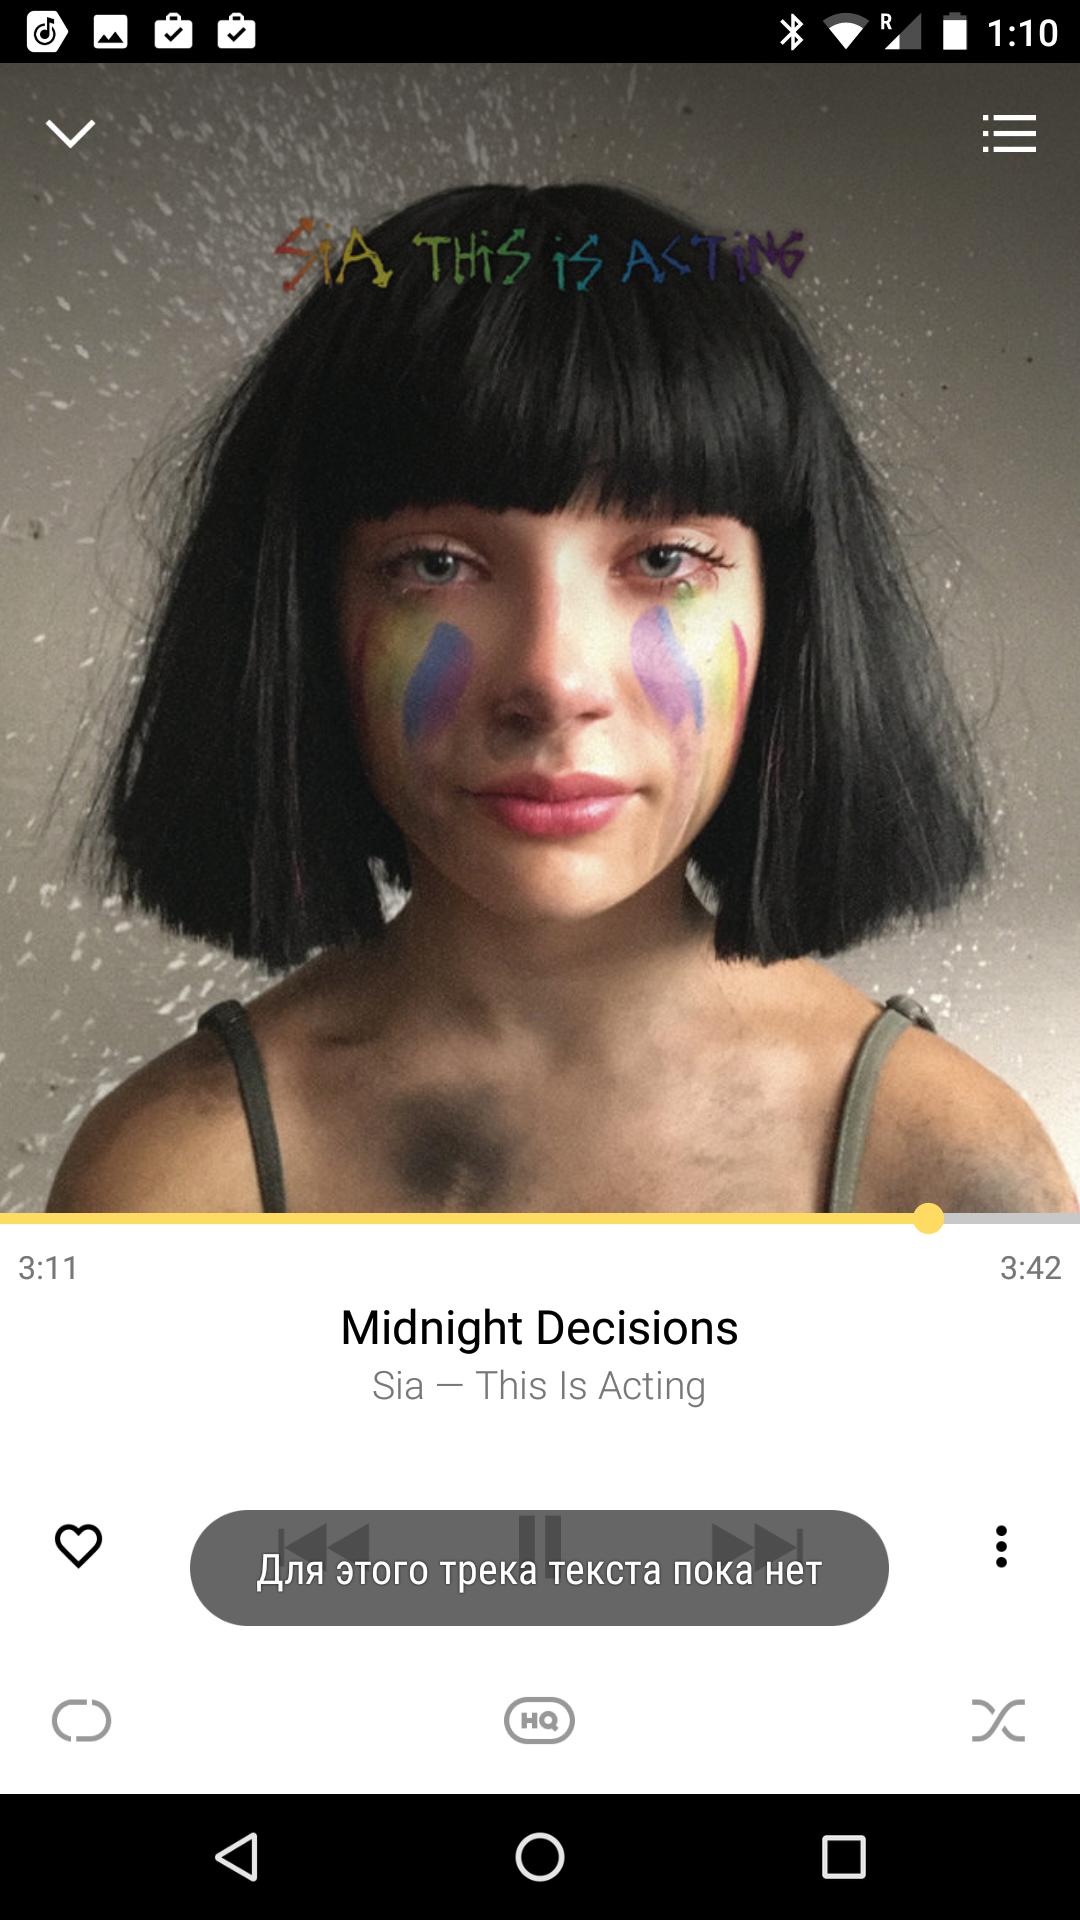 R 1:10
SiA THiS iS ACTiNG
3:11 3:42
Midnight Decisions
Sia — This Is Acting
Для этого трека текста пока нет
HQ